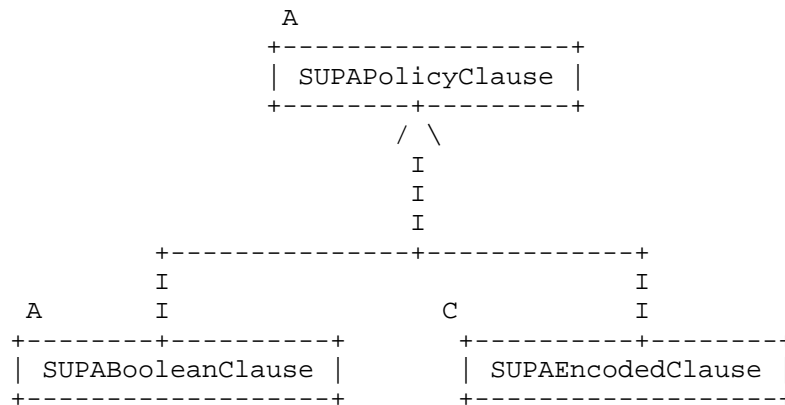 A
SUPAPolicyClause
I
I
I
I I
A I C I
SUPABooleanClause SUPAEncodedClause